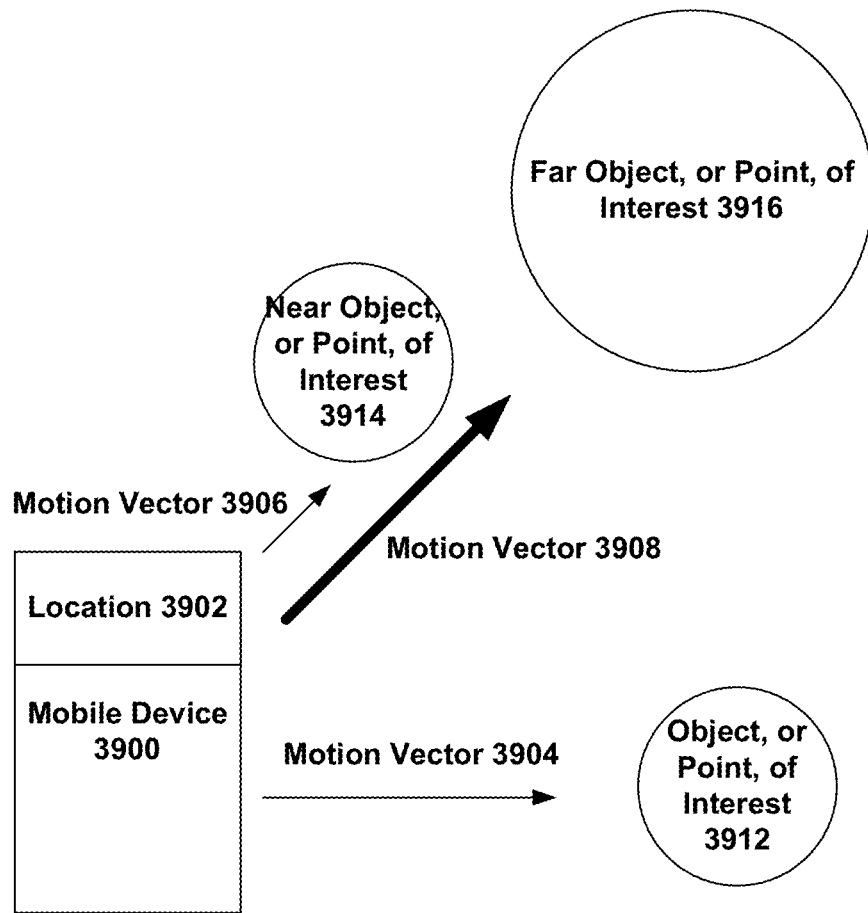 Far Object, or Point, of
Interest 3916
Near Object,
or Point, of
Interest
3914
Motion Vector 3906
Motion Vector 3908
Location 3902
Mobile Device
3900
Motion Vector 3904
Object, or
Point, of
Interest
3912